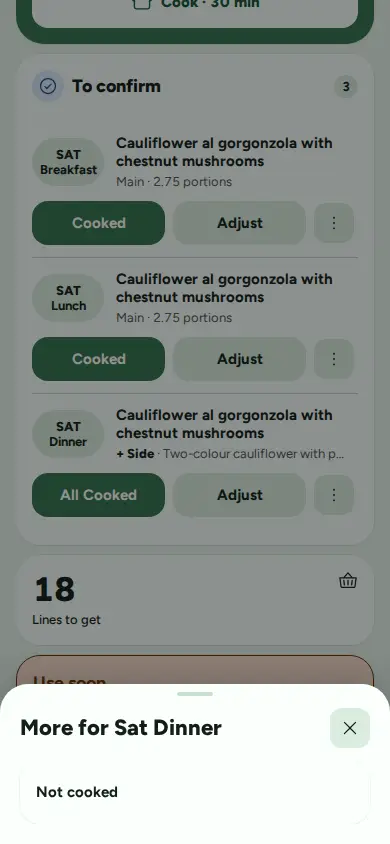 Cook · 30 min
To confirm
3
SAT
Breakfast
Cauliflower al gorgonzola with
chestnut mushrooms
Main · 2.75 portions
Cooked
Adjust
SAT
Lunch
Cauliflower al gorgonzola with
chestnut mushrooms
Main · 2.75 portions
Cooked
Adjust
SAT
Dinner
Cauliflower al gorgonzola with
chestnut mushrooms
+ Side · Two-colour cauliflower with p...
All Cooked
Adjust
18
Lines to get
Use soon
More for Sat Dinner
Not cooked